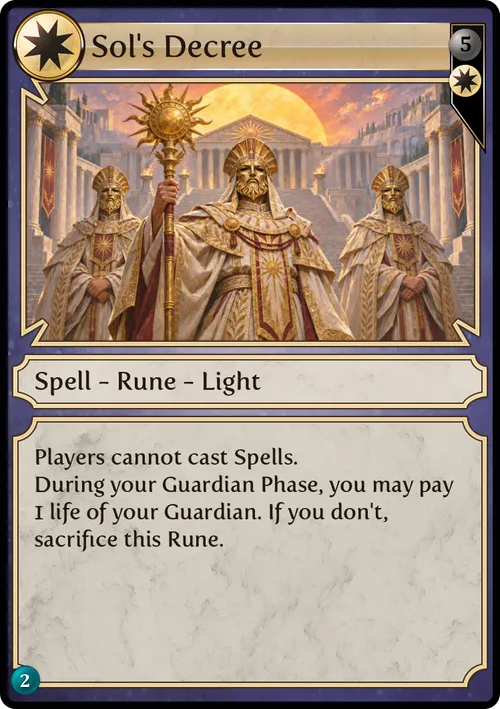 Sol's Decree
5
Spell - Rune - Light
Players cannot cast Spells.
During your Guardian Phase, you may pay
1 life of your Guardian. If you don't,
sacrifice this Rune.
2